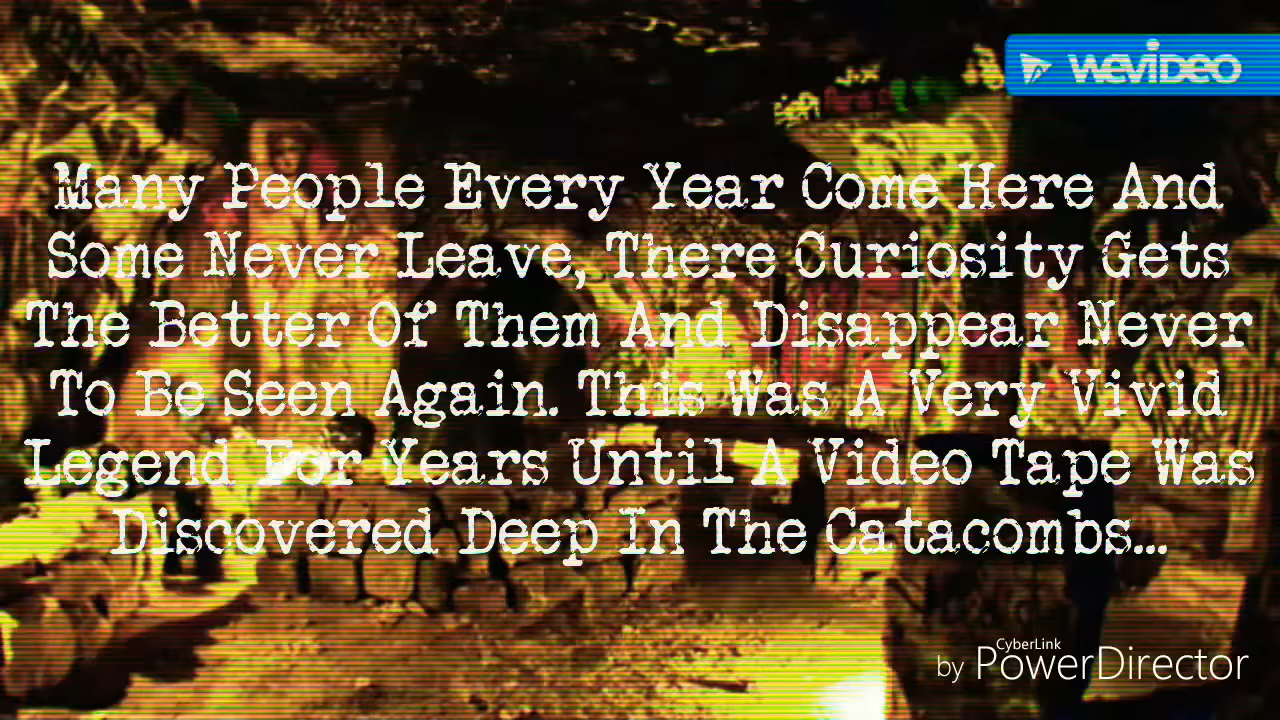 WEVIDEO
Many People Every Year Come Here And
Some Never Leave, There Curiosity Gets
The Better Of Them And Disappear Never
To Be Seen Again. This Was A Very Vivid
Legend For Years Until A Video Tape Was
Discovered Deep In The Catacombs...
CyberLink
by PowerDirector